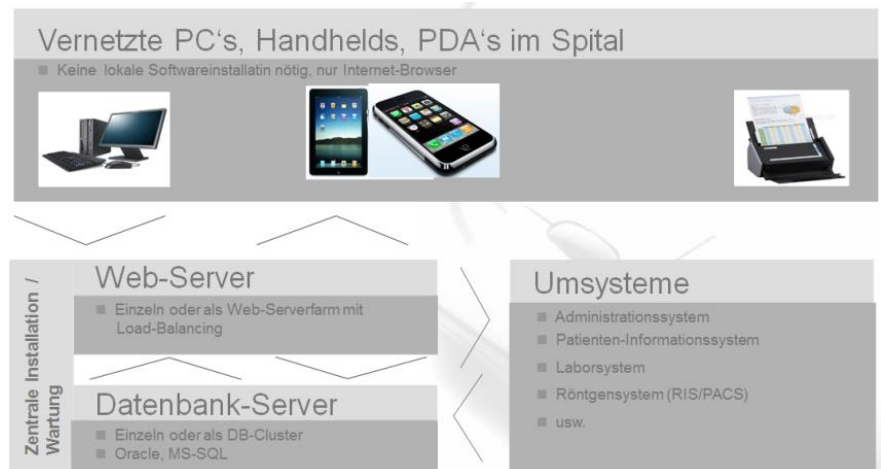 Vernetzte PC's, Handhelds, PDA's im Spital
Keine lokale Softwareinstallatin nötig, nur Internet-Browser
Zentrale Installation /
Wartung
Web-Server
Einzeln oder als Web-Serverfarm mit
Load-Balancing
Datenbank-Server
Einzeln oder als DB-Cluster
Oracle, MS-SQL
Umsysteme
Administrationssystem
Patienten-Informationssystem
Laborsystem
Röntgensystem (RIS/PACS)
usw.